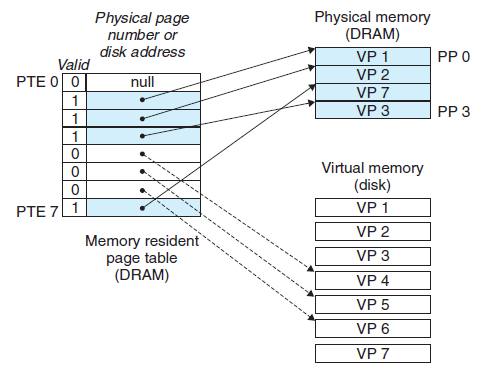 Physical page
number or
disk address
Valid
PTE 0 0 null
1
1
1
0
0
0
PTE 7 1
Memory resident
page table
(DRAM)
Physical memory
(DRAM)
VP 1 PP 0
VP 2
VP 7
VP 3 PP 3
Virtual memory
(disk)
VP 1
VP 2
VP 3
VP 4
VP 5
VP 6
VP 7